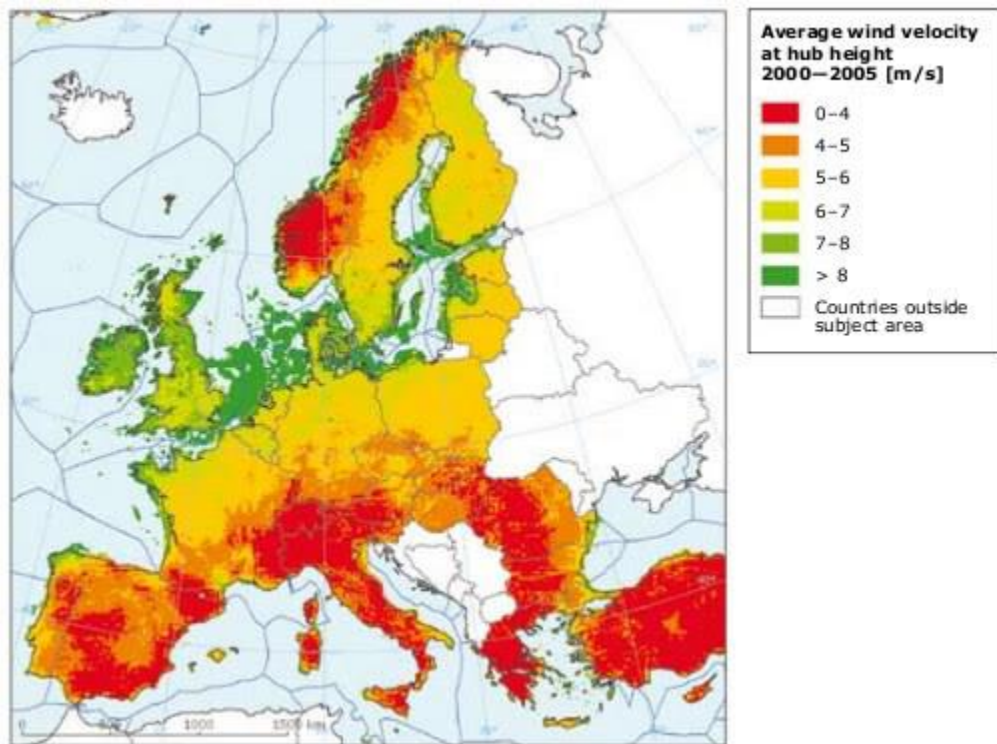 Average wind velocity
at hub height
2000—2005 [m/s]
0–4
4–5
5–6
6–7
7–8
> 8
Countries outside
subject area
0
1000
1500 km